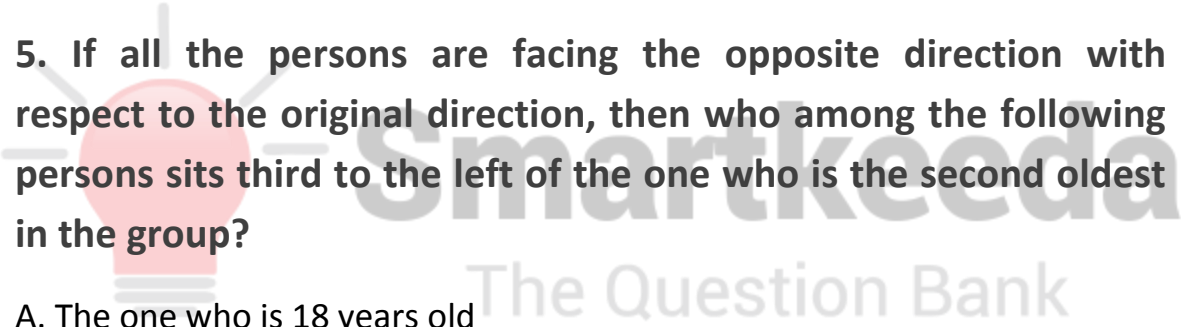 5. If all the persons are facing the opposite direction with
respect to the original direction, then who among the following
persons sits third to the left of the one who is the second oldest
in the group?
Smartkeeda
The Question Bank
A. The one who is 18 years old